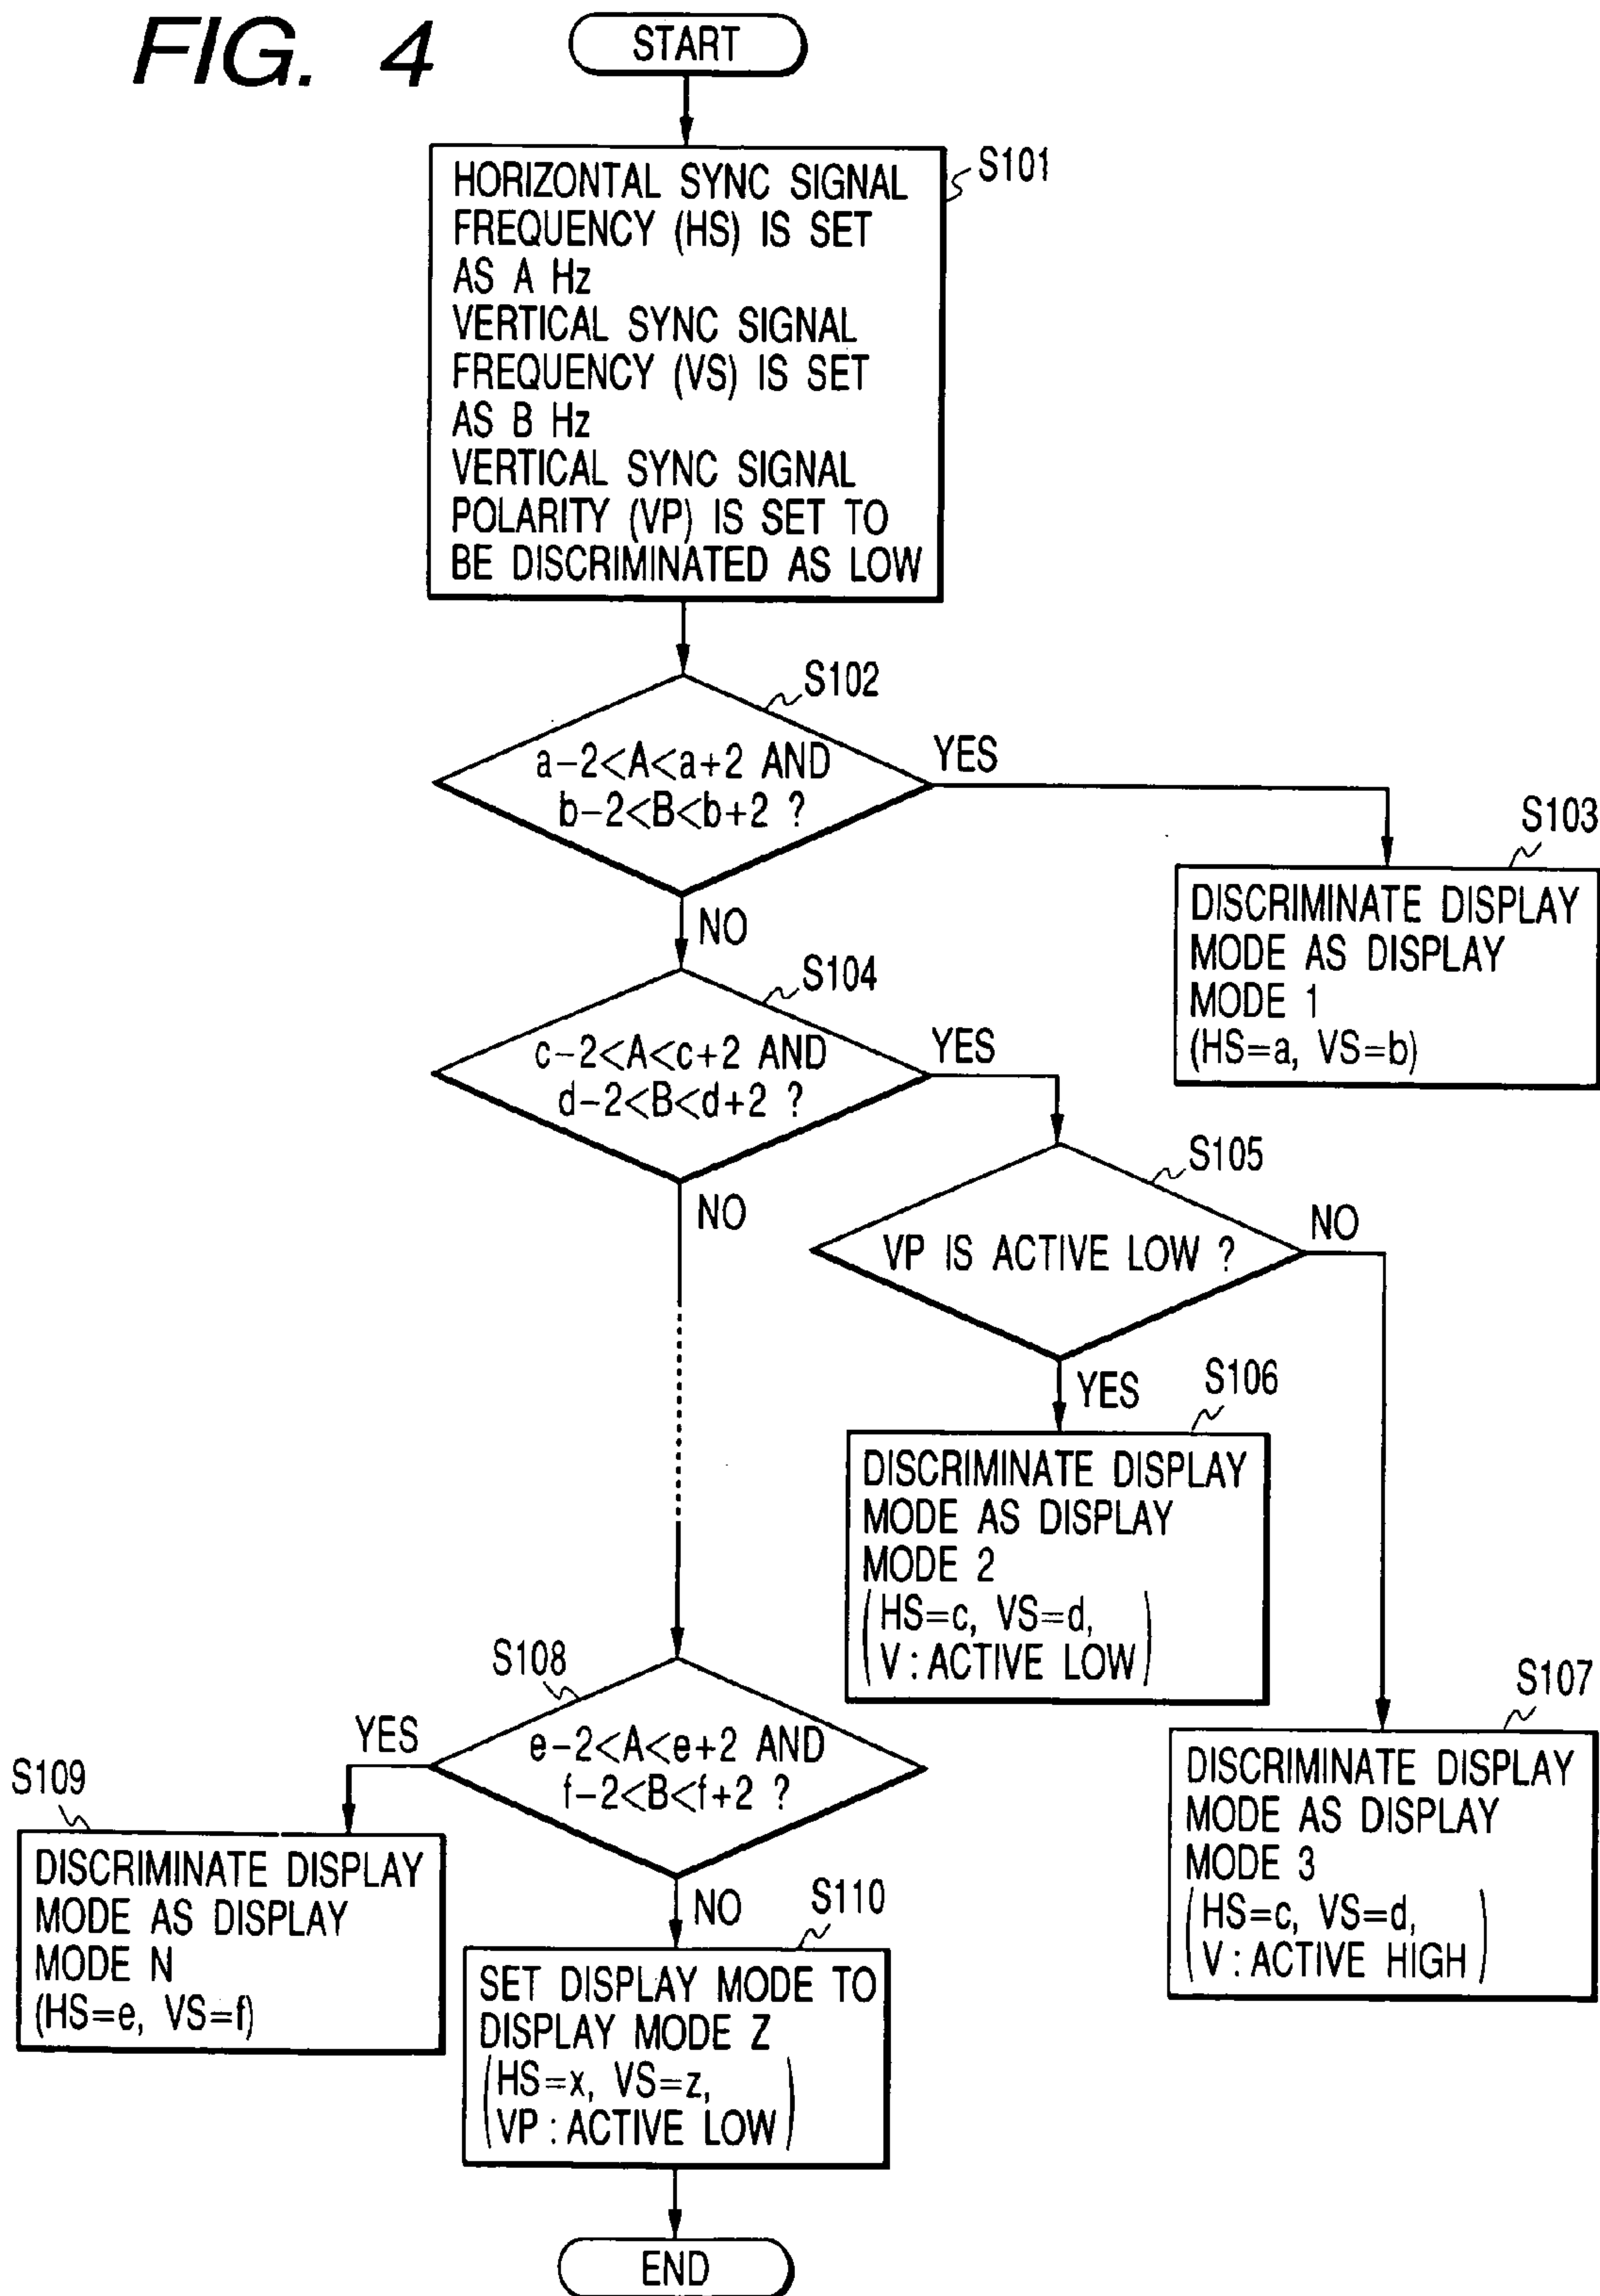 FIG. 4
START
S101
HORIZONTAL SYNC SIGNAL
FREQUENCY (HS) IS SET
AS A Hz
VERTICAL SYNC SIGNAL
FREQUENCY (VS) IS SET
AS B Hz
VERTICAL SYNC SIGNAL
POLARITY (VP) IS SET TO
BE DISCRIMINATED AS LOW
S102
a-2<A<a+2 AND
b-2<B<b+2 ?
YES
NO
S103
DISCRIMINATE DISPLAY
MODE AS DISPLAY
MODE 1
(HS=a, VS=b)
S104
c-2<A<c+2 AND
d-2<B<d+2 ?
YES
NO
S105
VP IS ACTIVE LOW ?
NO
YES
S106
DISCRIMINATE DISPLAY
MODE AS DISPLAY
MODE 2
(HS=c, VS=d,
V : ACTIVE LOW)
S107
DISCRIMINATE DISPLAY
MODE AS DISPLAY
MODE 3
(HS=c, VS=d,
V : ACTIVE HIGH)
S108
e-2<A<e+2 AND
f-2<B<f+2 ?
YES
NO
S109
DISCRIMINATE DISPLAY
MODE AS DISPLAY
MODE N
(HS=e, VS=f)
S110
SET DISPLAY MODE TO
DISPLAY MODE Z
(HS=x, VS=z,
VP : ACTIVE LOW)
END